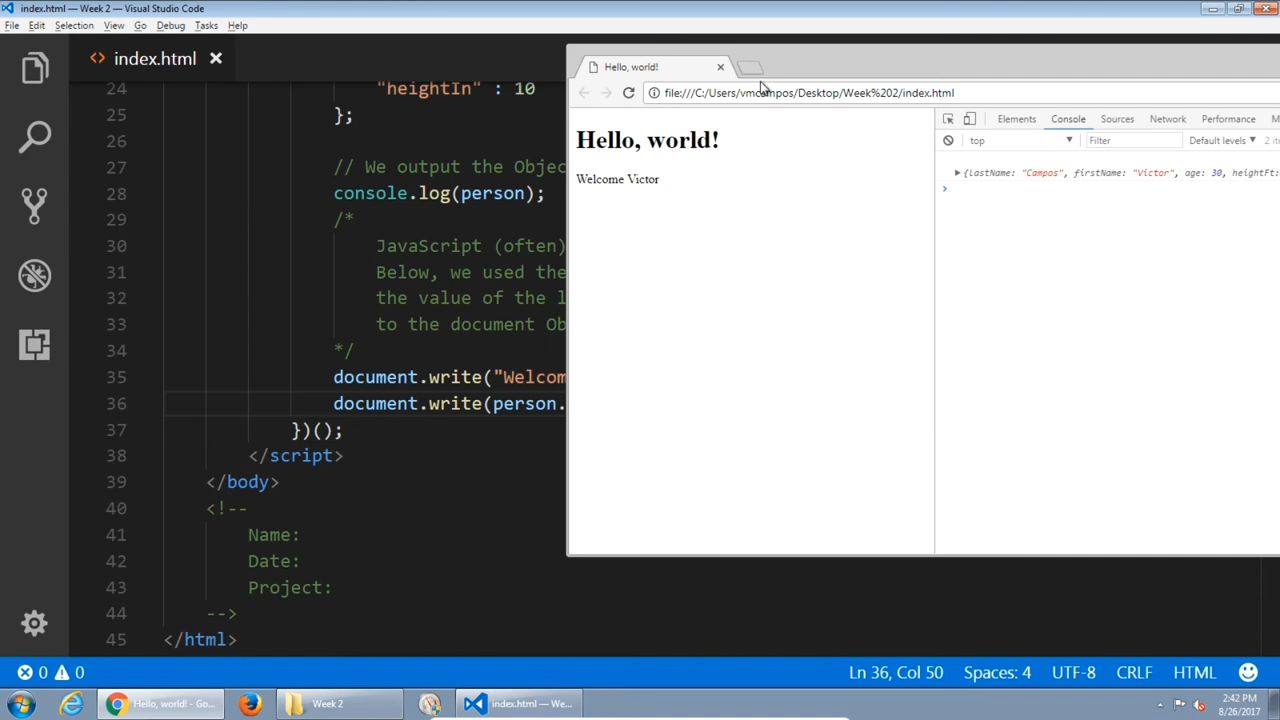 index.html — Week 2 — Visual Studio Code
File Edit Selection View Go Debug Tasks Help
<> index.html
24 "heightIn" : 10
25 };
26
27 // We output the Objec
28 console.log(person);
29 /*
30 JavaScript (often)
31 Below, we used the
32 the value of the l
33 to the document Ob
34 */
35 document.write("Welcom
36 document.write(person.
37 })();
38 </script>
39 </body>
40 <!--
41 Name:
42 Date:
43 Project:
44 -->
45 </html>
Hello, world!
file:///C:/Users/vmcampos/Desktop/Week%202/index.html
Hello, world!
Welcome Victor
Elements Console Sources Network Performance M
top Filter Default levels 2 ite
{lastName: "Campos", firstName: "Victor", age: 30, heightFt:
0 0 Ln 36, Col 50 Spaces: 4 UTF-8 CRLF HTML
Hello, world! - Go... Week 2 index.html — We...
2:42 PM
8/26/2017